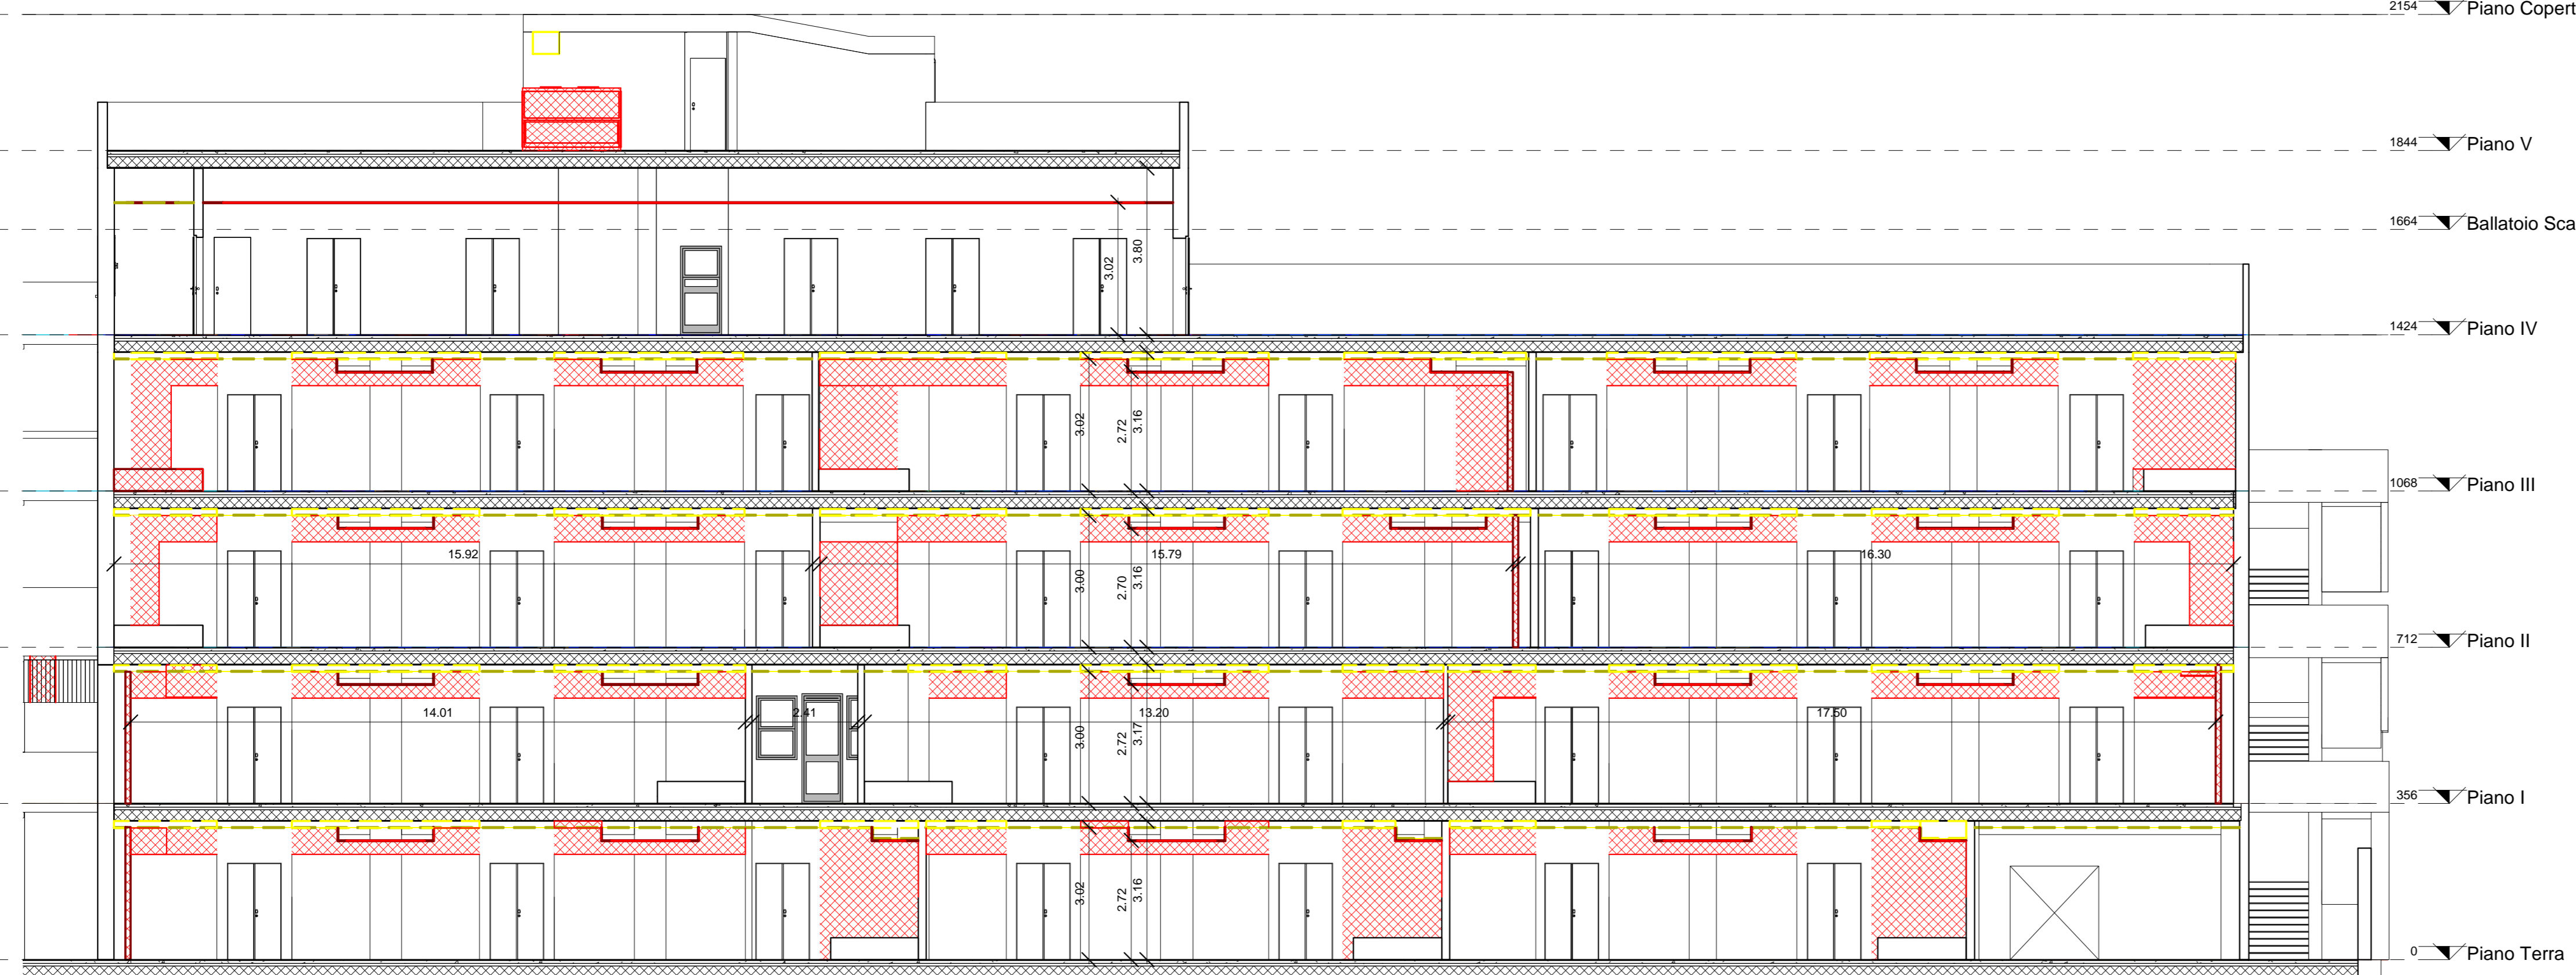 2154 Piano Copert
1844 Piano V
1664 Ballatoio Sca
3.80
3.02
1424 Piano IV
3.02
2.72
3.16
1068 Piano III
15.92
15.79
16.30
3.00
2.70
3.16
712 Piano II
14.01
2.41
13.20
17.50
3.00
2.72
3.17
356 Piano I
3.02
2.72
3.16
0 Piano Terra